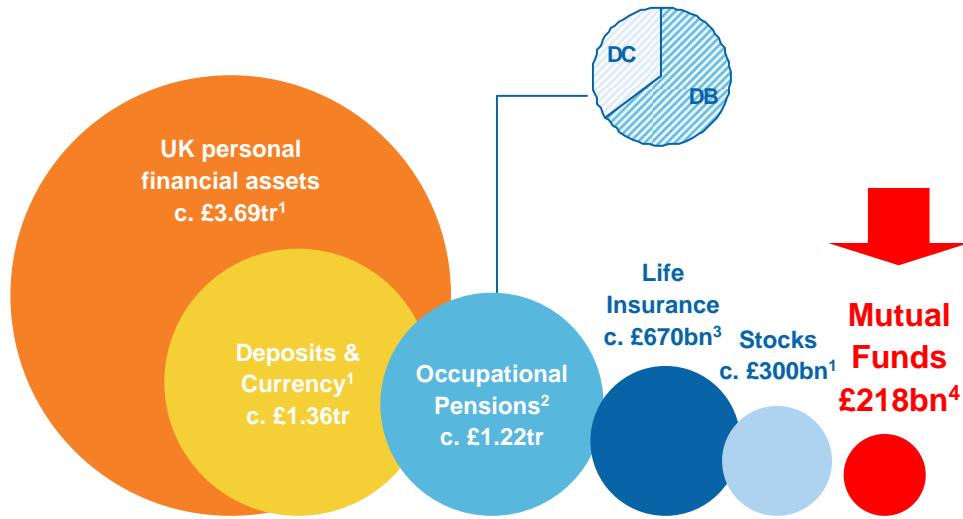 DC
DB
UK personal
financial assets
c. £3.69tr¹
Deposits &
Currency¹
c. £1.36tr
Occupational
Pensions²
c. £1.22tr
Life
Insurance
c. £670bn³
Stocks
c. £300bn¹
Mutual
Funds
£218bn⁴